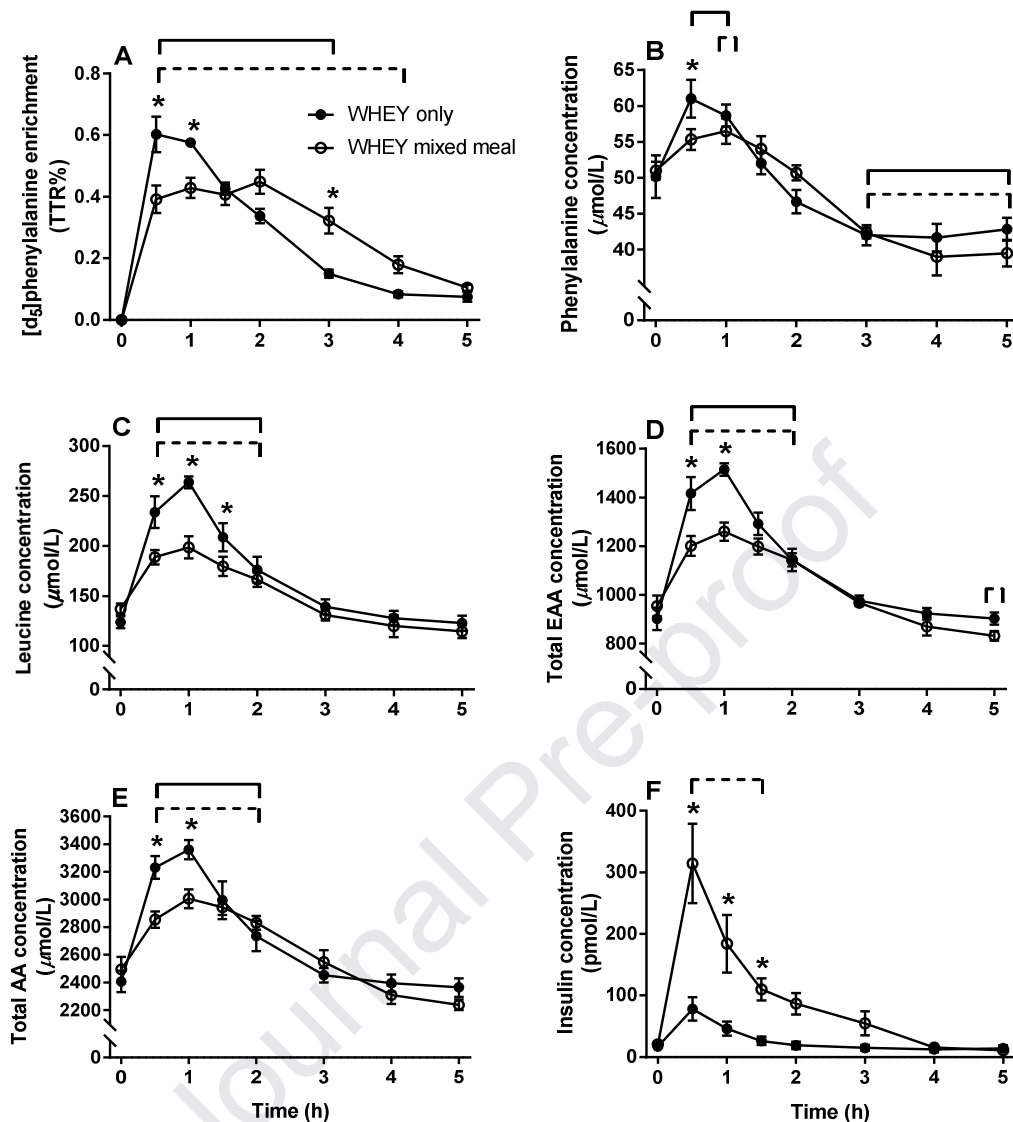 A
[d5]phenylalanine enrichment
(TTR%)
0.8
0.6
0.4
0.2
0.0
* * *
WHEY only
WHEY mixed meal
0 1 2 3 4 5
B
Phenylalanine concentration
(µmol/L)
65
60
55
50
45
40
0
*
0 1 2 3 4 5
C
Leucine concentration
(µmol/L)
300
250
200
150
100
0
* * *
0 1 2 3 4 5
D
Total EAA concentration
(µmol/L)
1600
1400
1200
1000
800
0
* *
0 1 2 3 4 5
E
Total AA concentration
(µmol/L)
3600
3400
3200
3000
2800
2600
2400
2200
0
* *
0 1 2 3 4 5
Time (h)
F
Insulin concentration
(pmol/L)
400
300
200
100
0
* * *
0 1 2 3 4 5
Time (h)
Journal Pre-proof